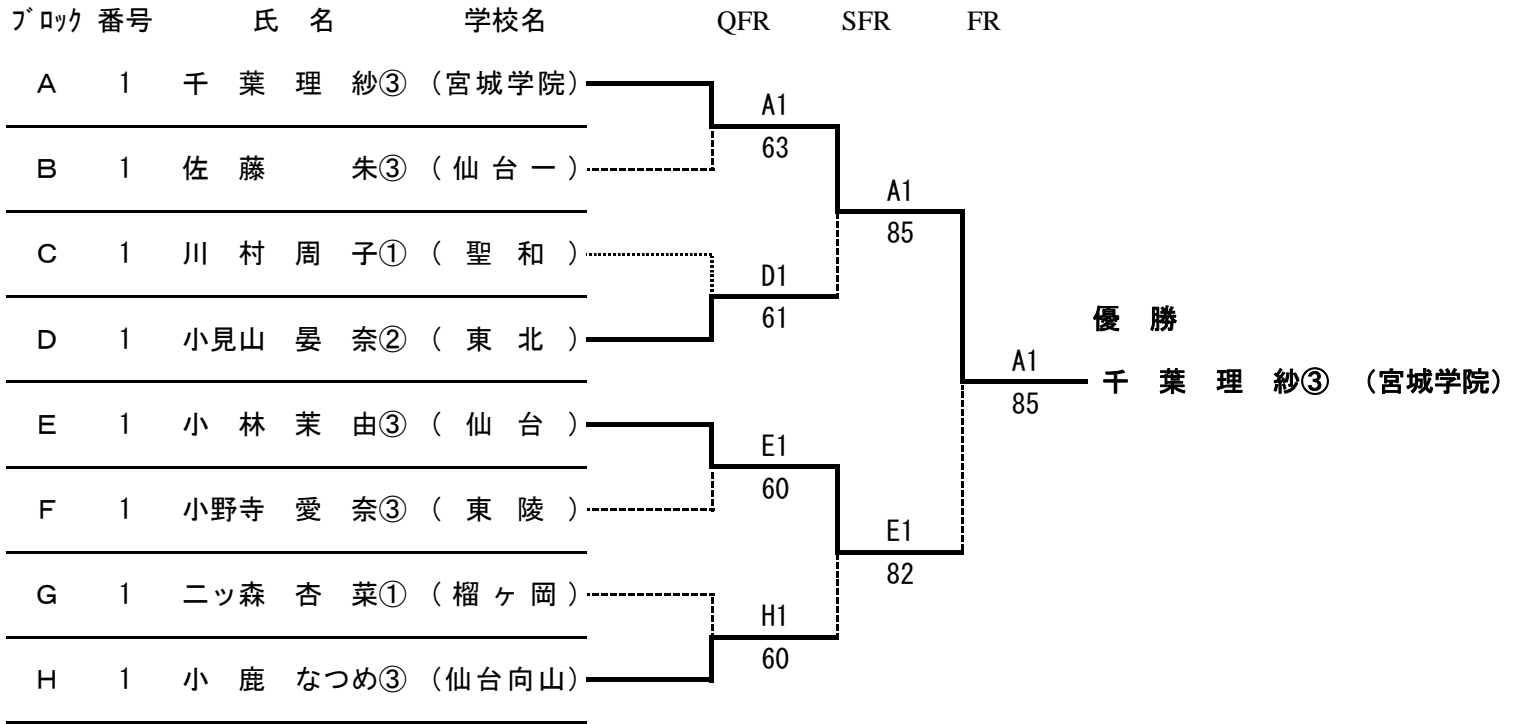 ブロック 番号 氏 名 学校名 QFR SFR FR
A 1 千 葉 理 紗③ (宮城学院)
A1
63
B 1 佐 藤 朱③ (仙台一)
A1
85
C 1 川 村 周 子① (聖和)
D1
61
D 1 小見山 晏 奈② (東北)
優 勝
A1
千 葉 理 紗③ (宮城学院)
85
E 1 小 林 茉 由③ (仙台)
E1
60
F 1 小野寺 愛 奈③ (東陵)
E1
82
G 1 二ッ森 杏 菜① (榴ヶ岡)
H1
60
H 1 小 鹿 なつめ③ (仙台向山)